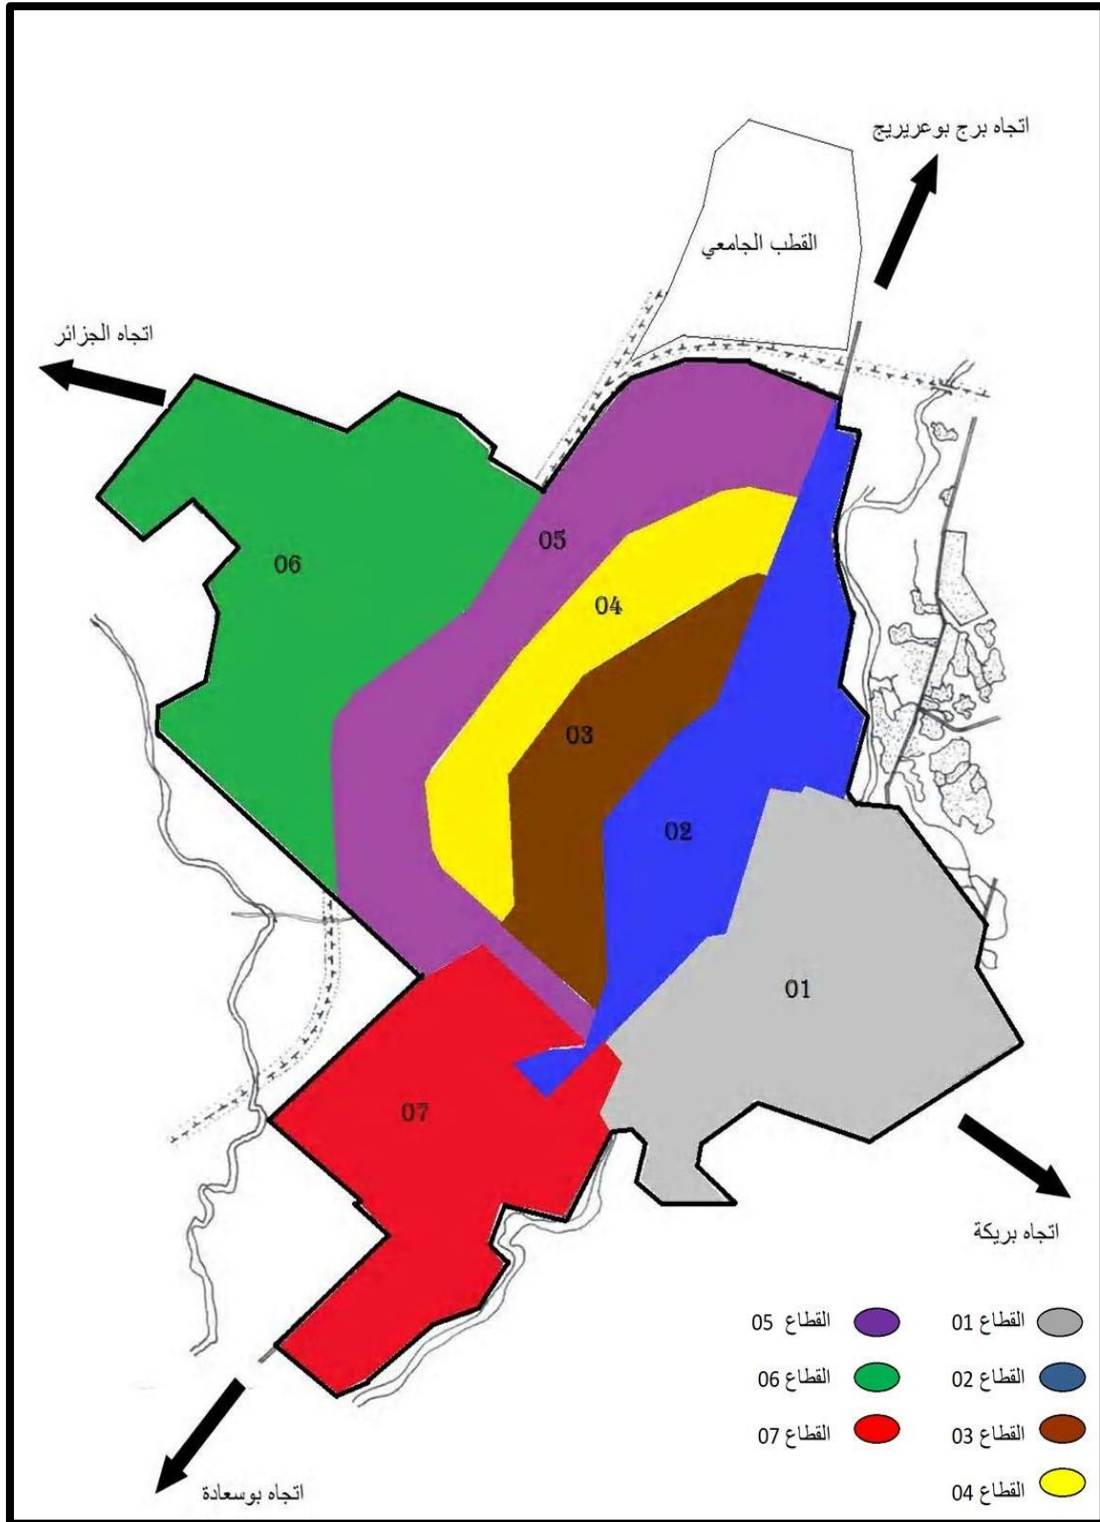 اتجاه برج بوعريريج
القطب الجامعي
اتجاه الجزائر
05
06
04
03
02
01
07
اتجاه بريكة
القطاع 01
القطاع 05
القطاع 02
القطاع 06
القطاع 03
القطاع 07
القطاع 04
اتجاه بوسعادة